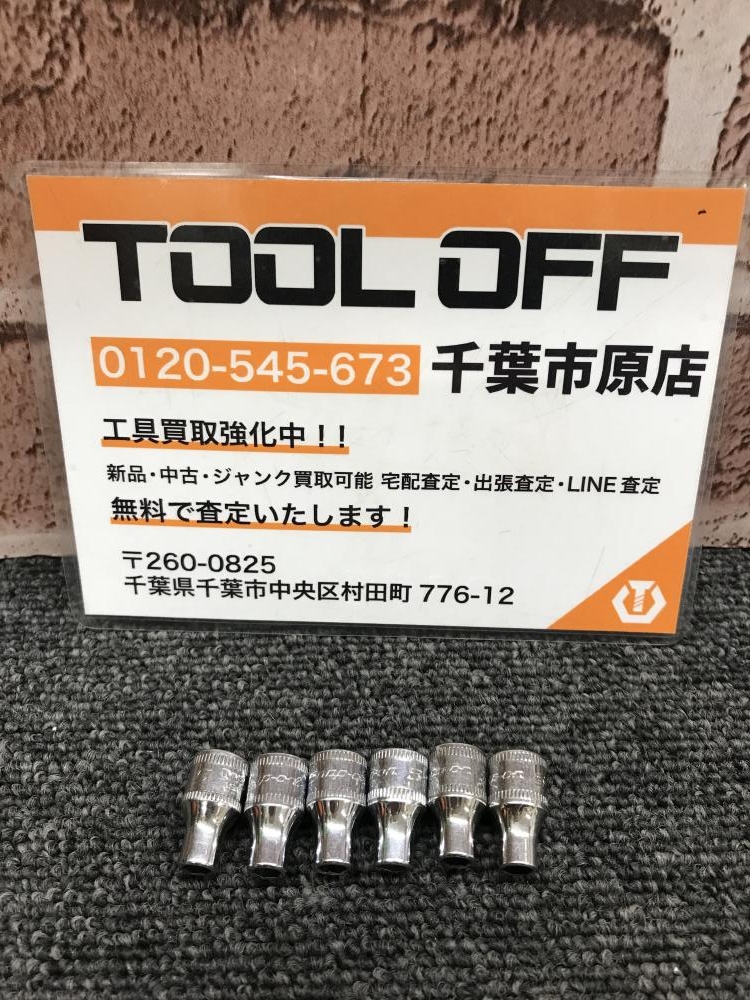 TOOL OFF
0120-545-673 千葉市原店
工具買取強化中!!
新品・中古・ジャンク買取可能 宅配査定・出張査定・LINE査定
無料で査定いたします!
〒260-0825
千葉県千葉市中央区村田町 776-12